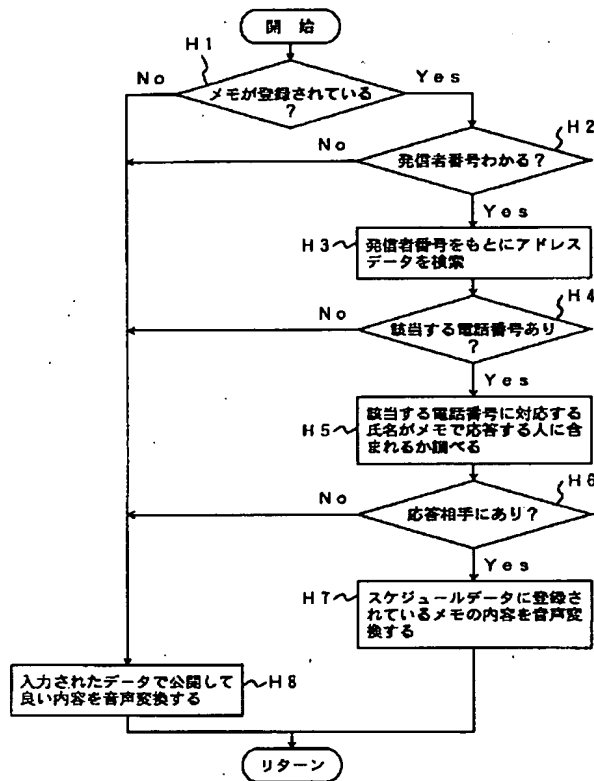 開始
H1
No
Yes
メモが登録されている
?
H2
No
発信者番号わかる?
Yes
H3
発信者番号をもとにアドレス
データを検索
H4
No
該当する電話番号あり
?
Yes
H5
該当する電話番号に対応する
氏名がメモで応答する人に含
まれるか調べる
H6
No
応答相手にあり?
Yes
H7
スケジュールデータに登録さ
れているメモの内容を音声変
換する
入力されたデータで公開して
良い内容を音声変換する
H8
リターン